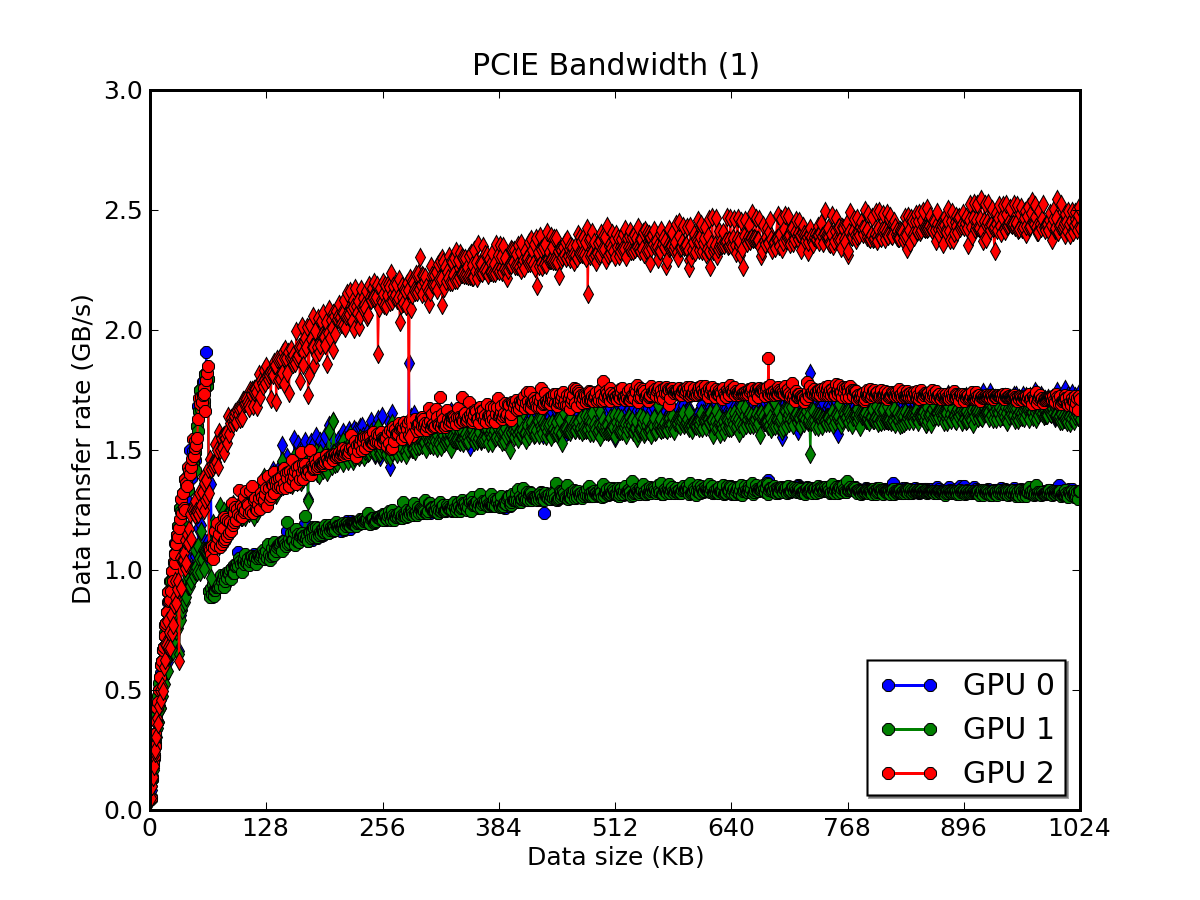 PCIE Bandwidth (1)
3.0
2.5
2.0
1.5
1.0
0.5
0.0
Data transfer rate (GB/s)
0 128 256 384 512 640 768 896 1024
Data size (KB)
GPU 0
GPU 1
GPU 2